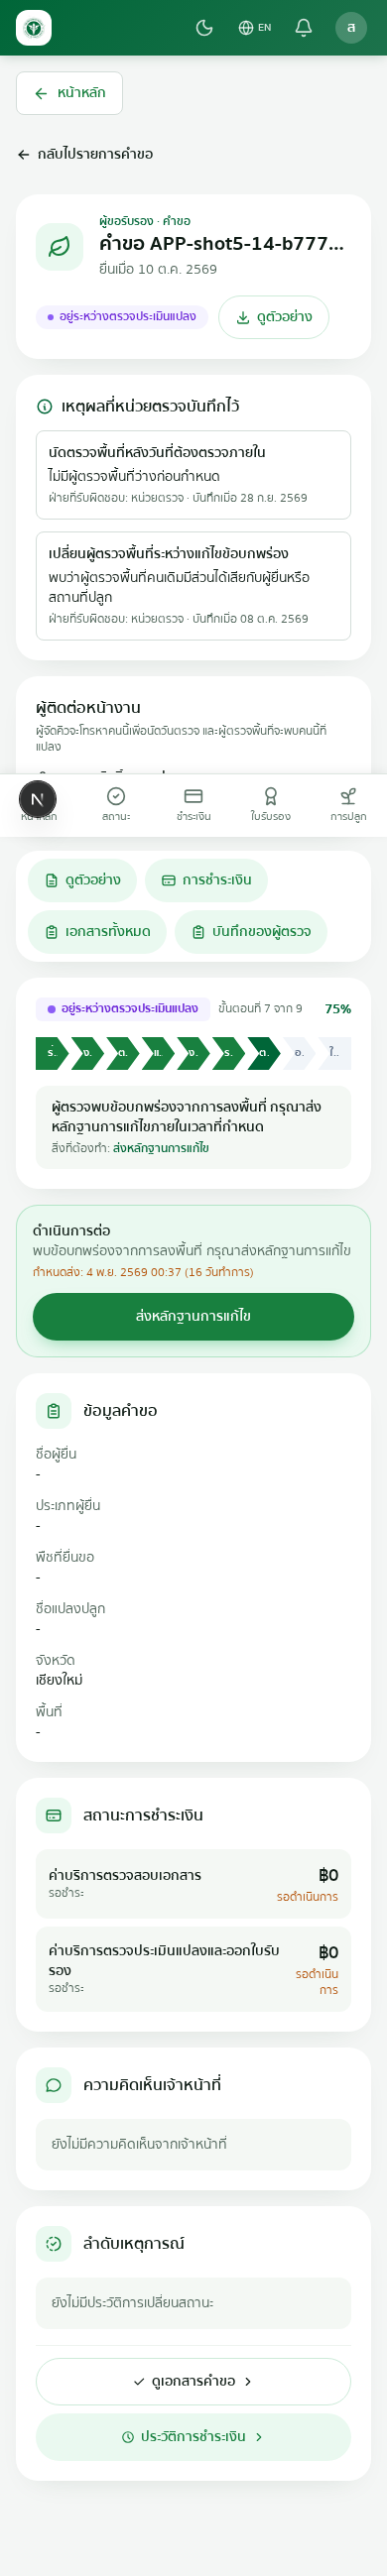 EN
ส
หน้าหลัก
กลับไปรายการคำขอ
ผู้ขอรับรอง · คำขอ
คำขอ APP-shot5-14-b777...
ยื่นเมื่อ 10 ต.ค. 2569
อยู่ระหว่างตรวจประเมินแปลง
ดูตัวอย่าง
เหตุผลที่หน่วยตรวจบันทึกไว้
นัดตรวจพื้นที่หลังวันที่ต้องตรวจภายใน
ไม่มีผู้ตรวจพื้นที่ว่างก่อนกำหนด
ฝ่ายที่รับผิดชอบ: หน่วยตรวจ · บันทึกเมื่อ 28 ก.ย. 2569
เปลี่ยนผู้ตรวจพื้นที่ระหว่างแก้ไขข้อบกพร่อง
พบว่าผู้ตรวจพื้นที่คนเดิมมีส่วนได้เสียกับผู้ยื่นหรือ
สถานที่ปลูก
ฝ่ายที่รับผิดชอบ: หน่วยตรวจ · บันทึกเมื่อ 08 ต.ค. 2569
ผู้ติดต่อหน้างาน
ผู้จัดคิวจะโทรหาคนนี้เพื่อนัดวันตรวจ และผู้ตรวจพื้นที่จะพบคนนี้ที่
แปลง
N
สถานะ
ชำระเงิน
ใบรับรอง
การปลูก
ดูตัวอย่าง
การชำระเงิน
เอกสารทั้งหมด
บันทึกของผู้ตรวจ
อยู่ระหว่างตรวจประเมินแปลง
ขั้นตอนที่ 7 จาก 9
75%
ผู้ตรวจพบข้อบกพร่องจากการลงพื้นที่ กรุณาส่ง
หลักฐานการแก้ไขภายในเวลาที่กำหนด
สิ่งที่ต้องทำ: ส่งหลักฐานการแก้ไข
ดำเนินการต่อ
พบข้อบกพร่องจากการลงพื้นที่ กรุณาส่งหลักฐานการแก้ไข
กำหนดส่ง: 4 พ.ย. 2569 00:37 (16 วันทำการ)
ส่งหลักฐานการแก้ไข
ข้อมูลคำขอ
ชื่อผู้ยื่น
-
ประเภทผู้ยื่น
-
พืชที่ยื่นขอ
-
ชื่อแปลงปลูก
-
จังหวัด
เชียงใหม่
พื้นที่
-
สถานะการชำระเงิน
ค่าบริการตรวจสอบเอกสาร
฿0
รอชำระ
รอดำเนินการ
ค่าบริการตรวจประเมินแปลงและออกใบรับ
รอง
฿0
รอชำระ
รอดำเนิน
การ
ความคิดเห็นเจ้าหน้าที่
ยังไม่มีความคิดเห็นจากเจ้าหน้าที่
ลำดับเหตุการณ์
ยังไม่มีประวัติการเปลี่ยนสถานะ
ดูเอกสารคำขอ
ประวัติการชำระเงิน